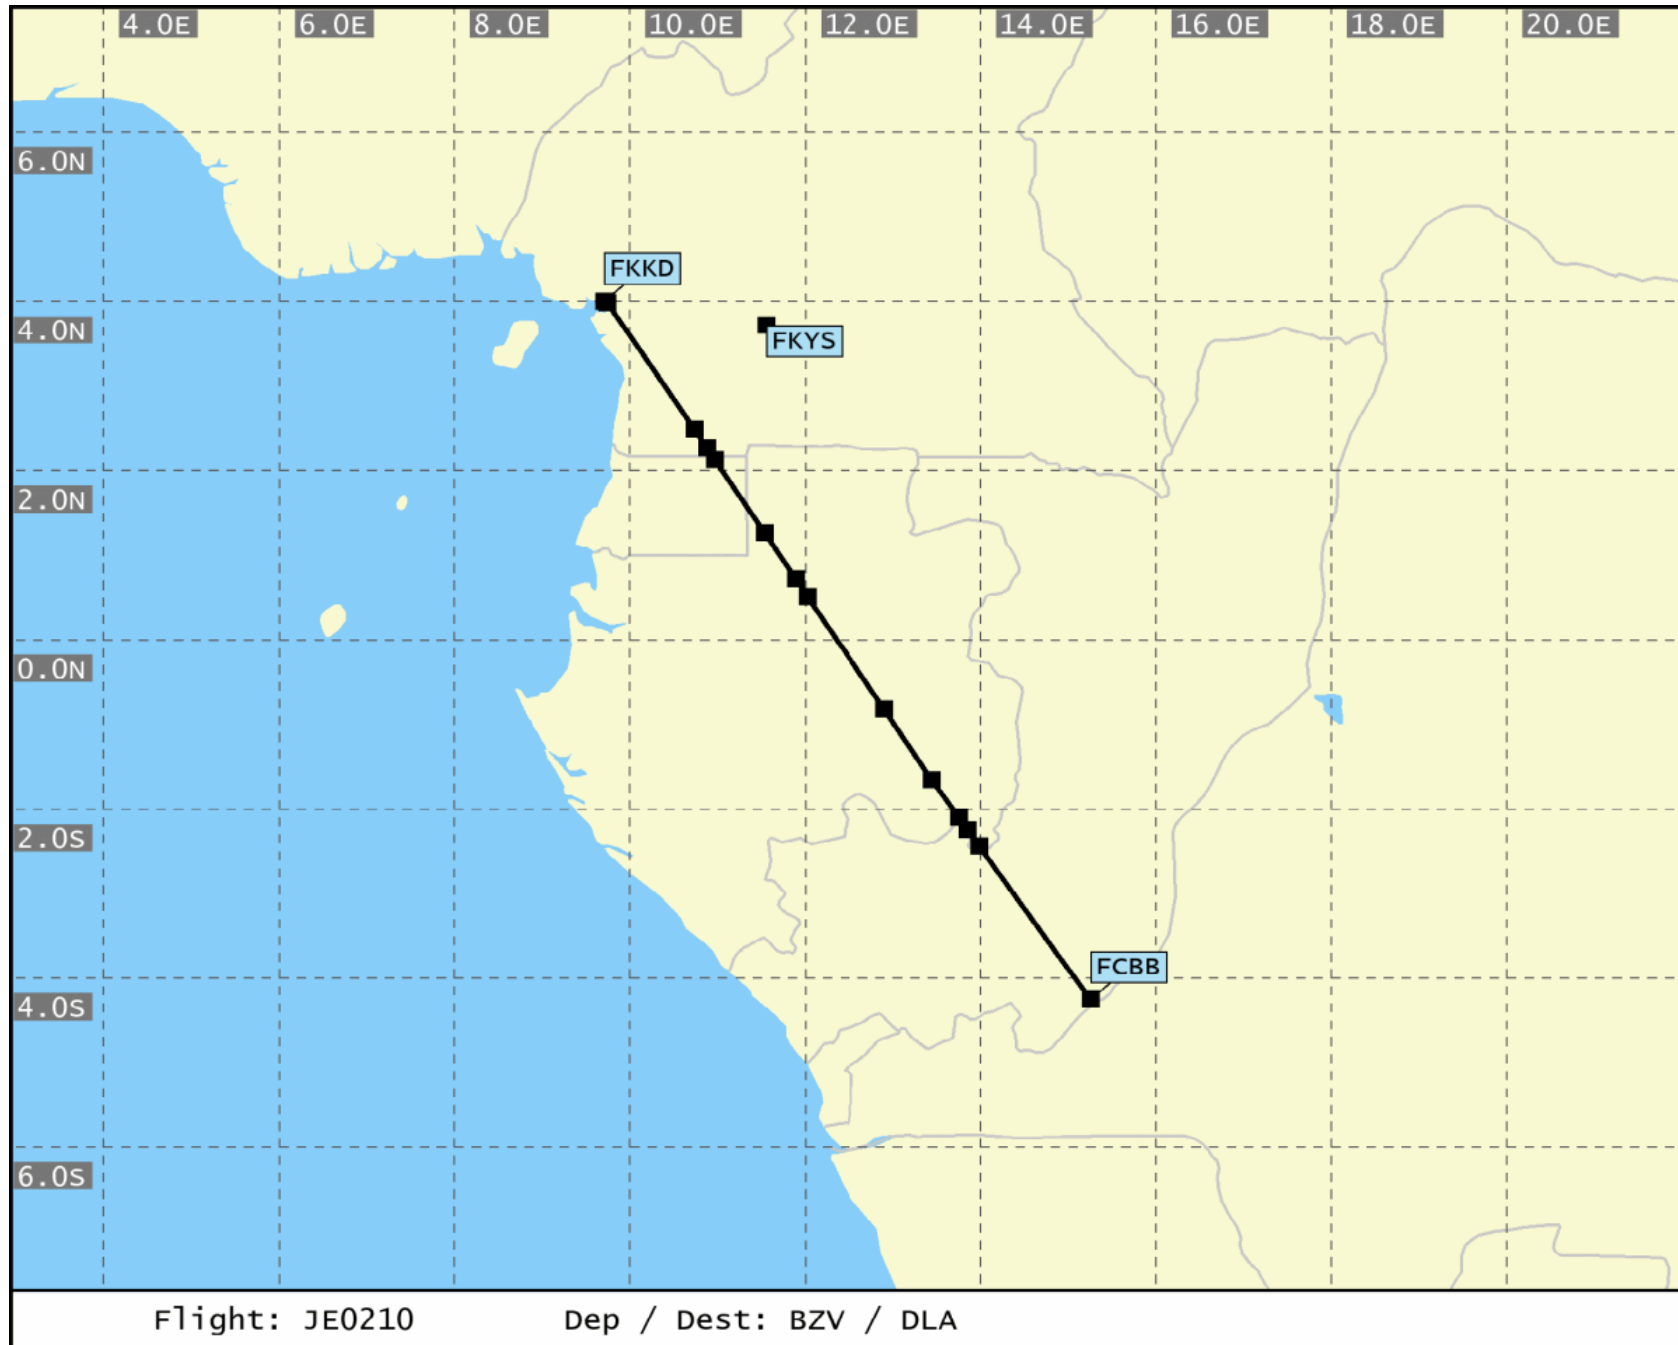 4.0E 6.0E 8.0E 10.0E 12.0E 14.0E 16.0E 18.0E 20.0E
6.0N
FKKD
4.0N
FKYS
2.0N
0.0N
2.0S
FCBB
4.0S
6.0S
Flight: JE0210 Dep / Dest: BZV / DLA